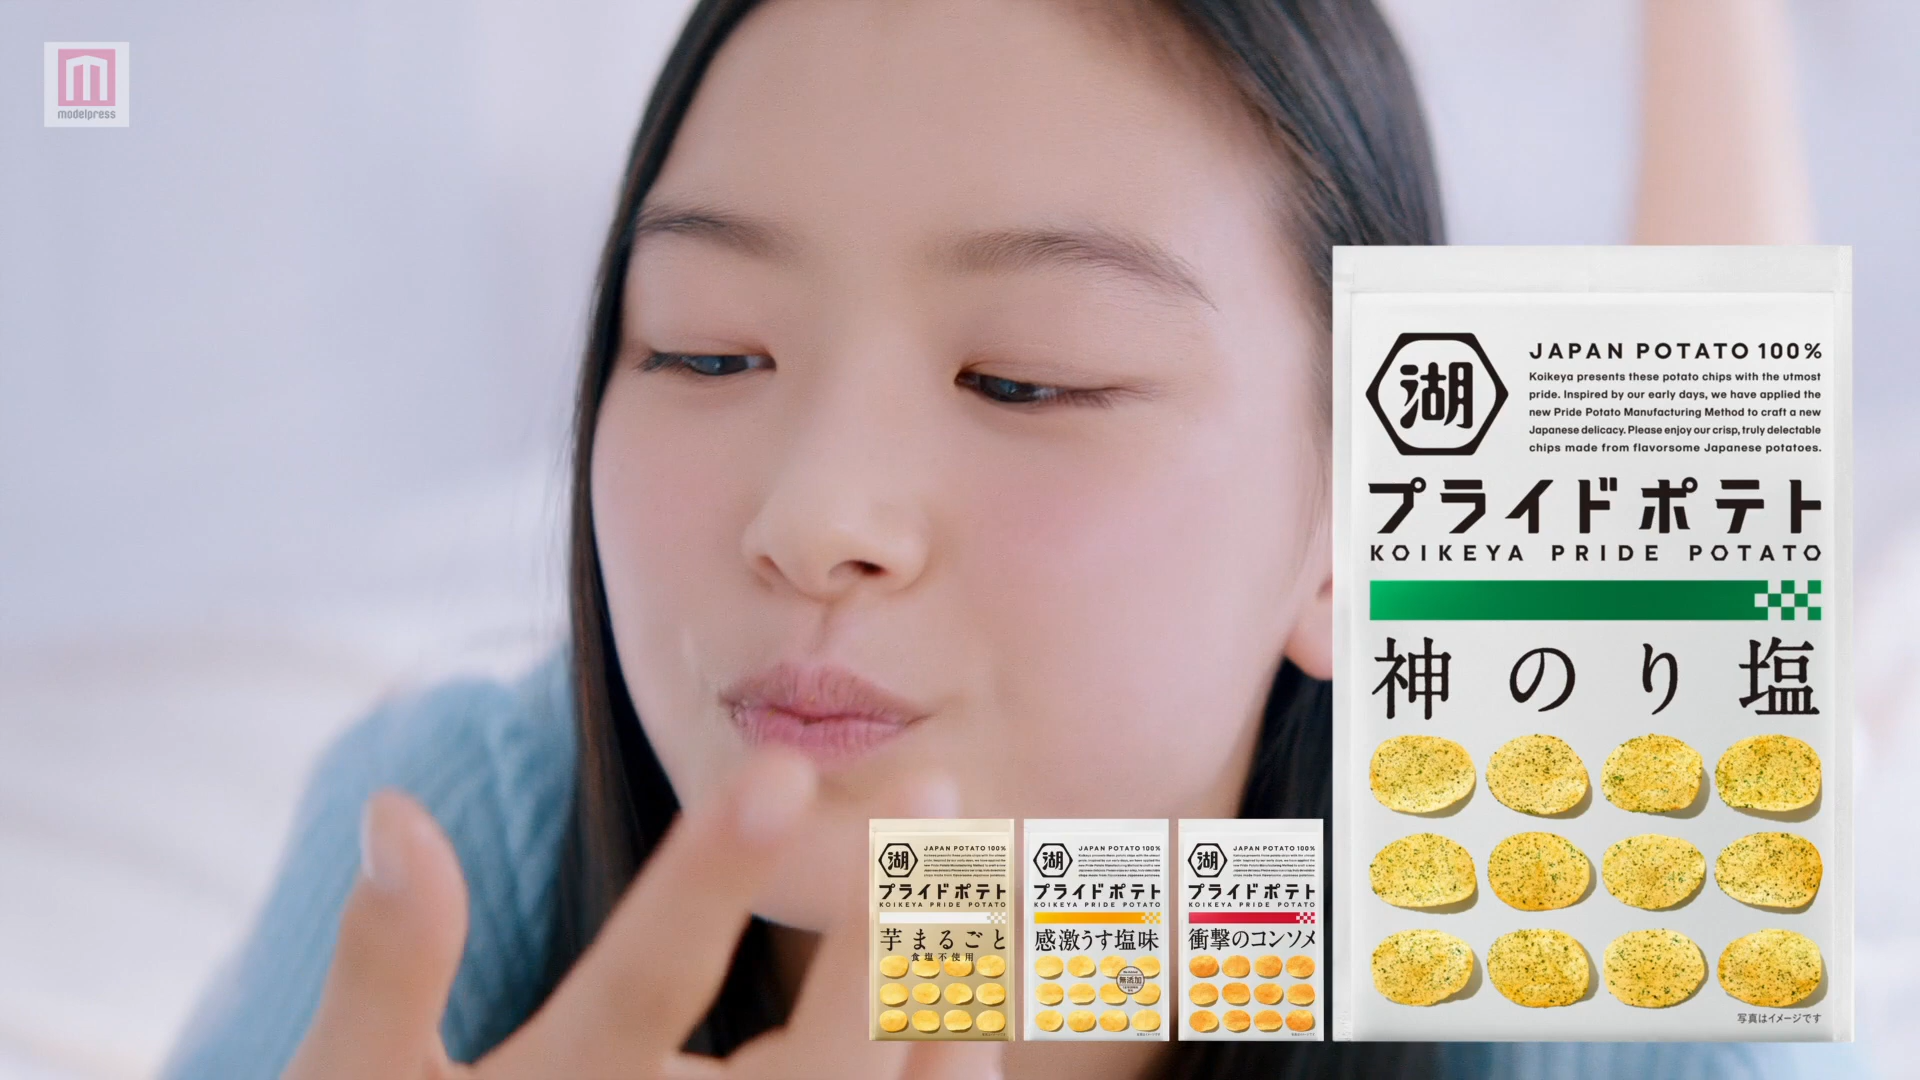 modelpress
湖
JAPAN POTATO 100%
Koikeya presents these potato chips with the utmost
pride. Inspired by our early days, we have applied the
new Pride Potato Manufacturing Method to craft a new
Japanese delicacy. Please enjoy our crisp, truly delectable
chips made from flavorsome Japanese potatoes.
プライドポテト
KOIKEYA PRIDE POTATO
神のり塩
写真はイメージです
湖
JAPAN POTATO 100%
プライドポテト
KOIKEYA PRIDE POTATO
芋まるごと
食塩不使用
湖
JAPAN POTATO 100%
プライドポテト
KOIKEYA PRIDE POTATO
感激うす塩味
無添加
湖
JAPAN POTATO 100%
プライドポテト
KOIKEYA PRIDE POTATO
衝撃のコンソメ